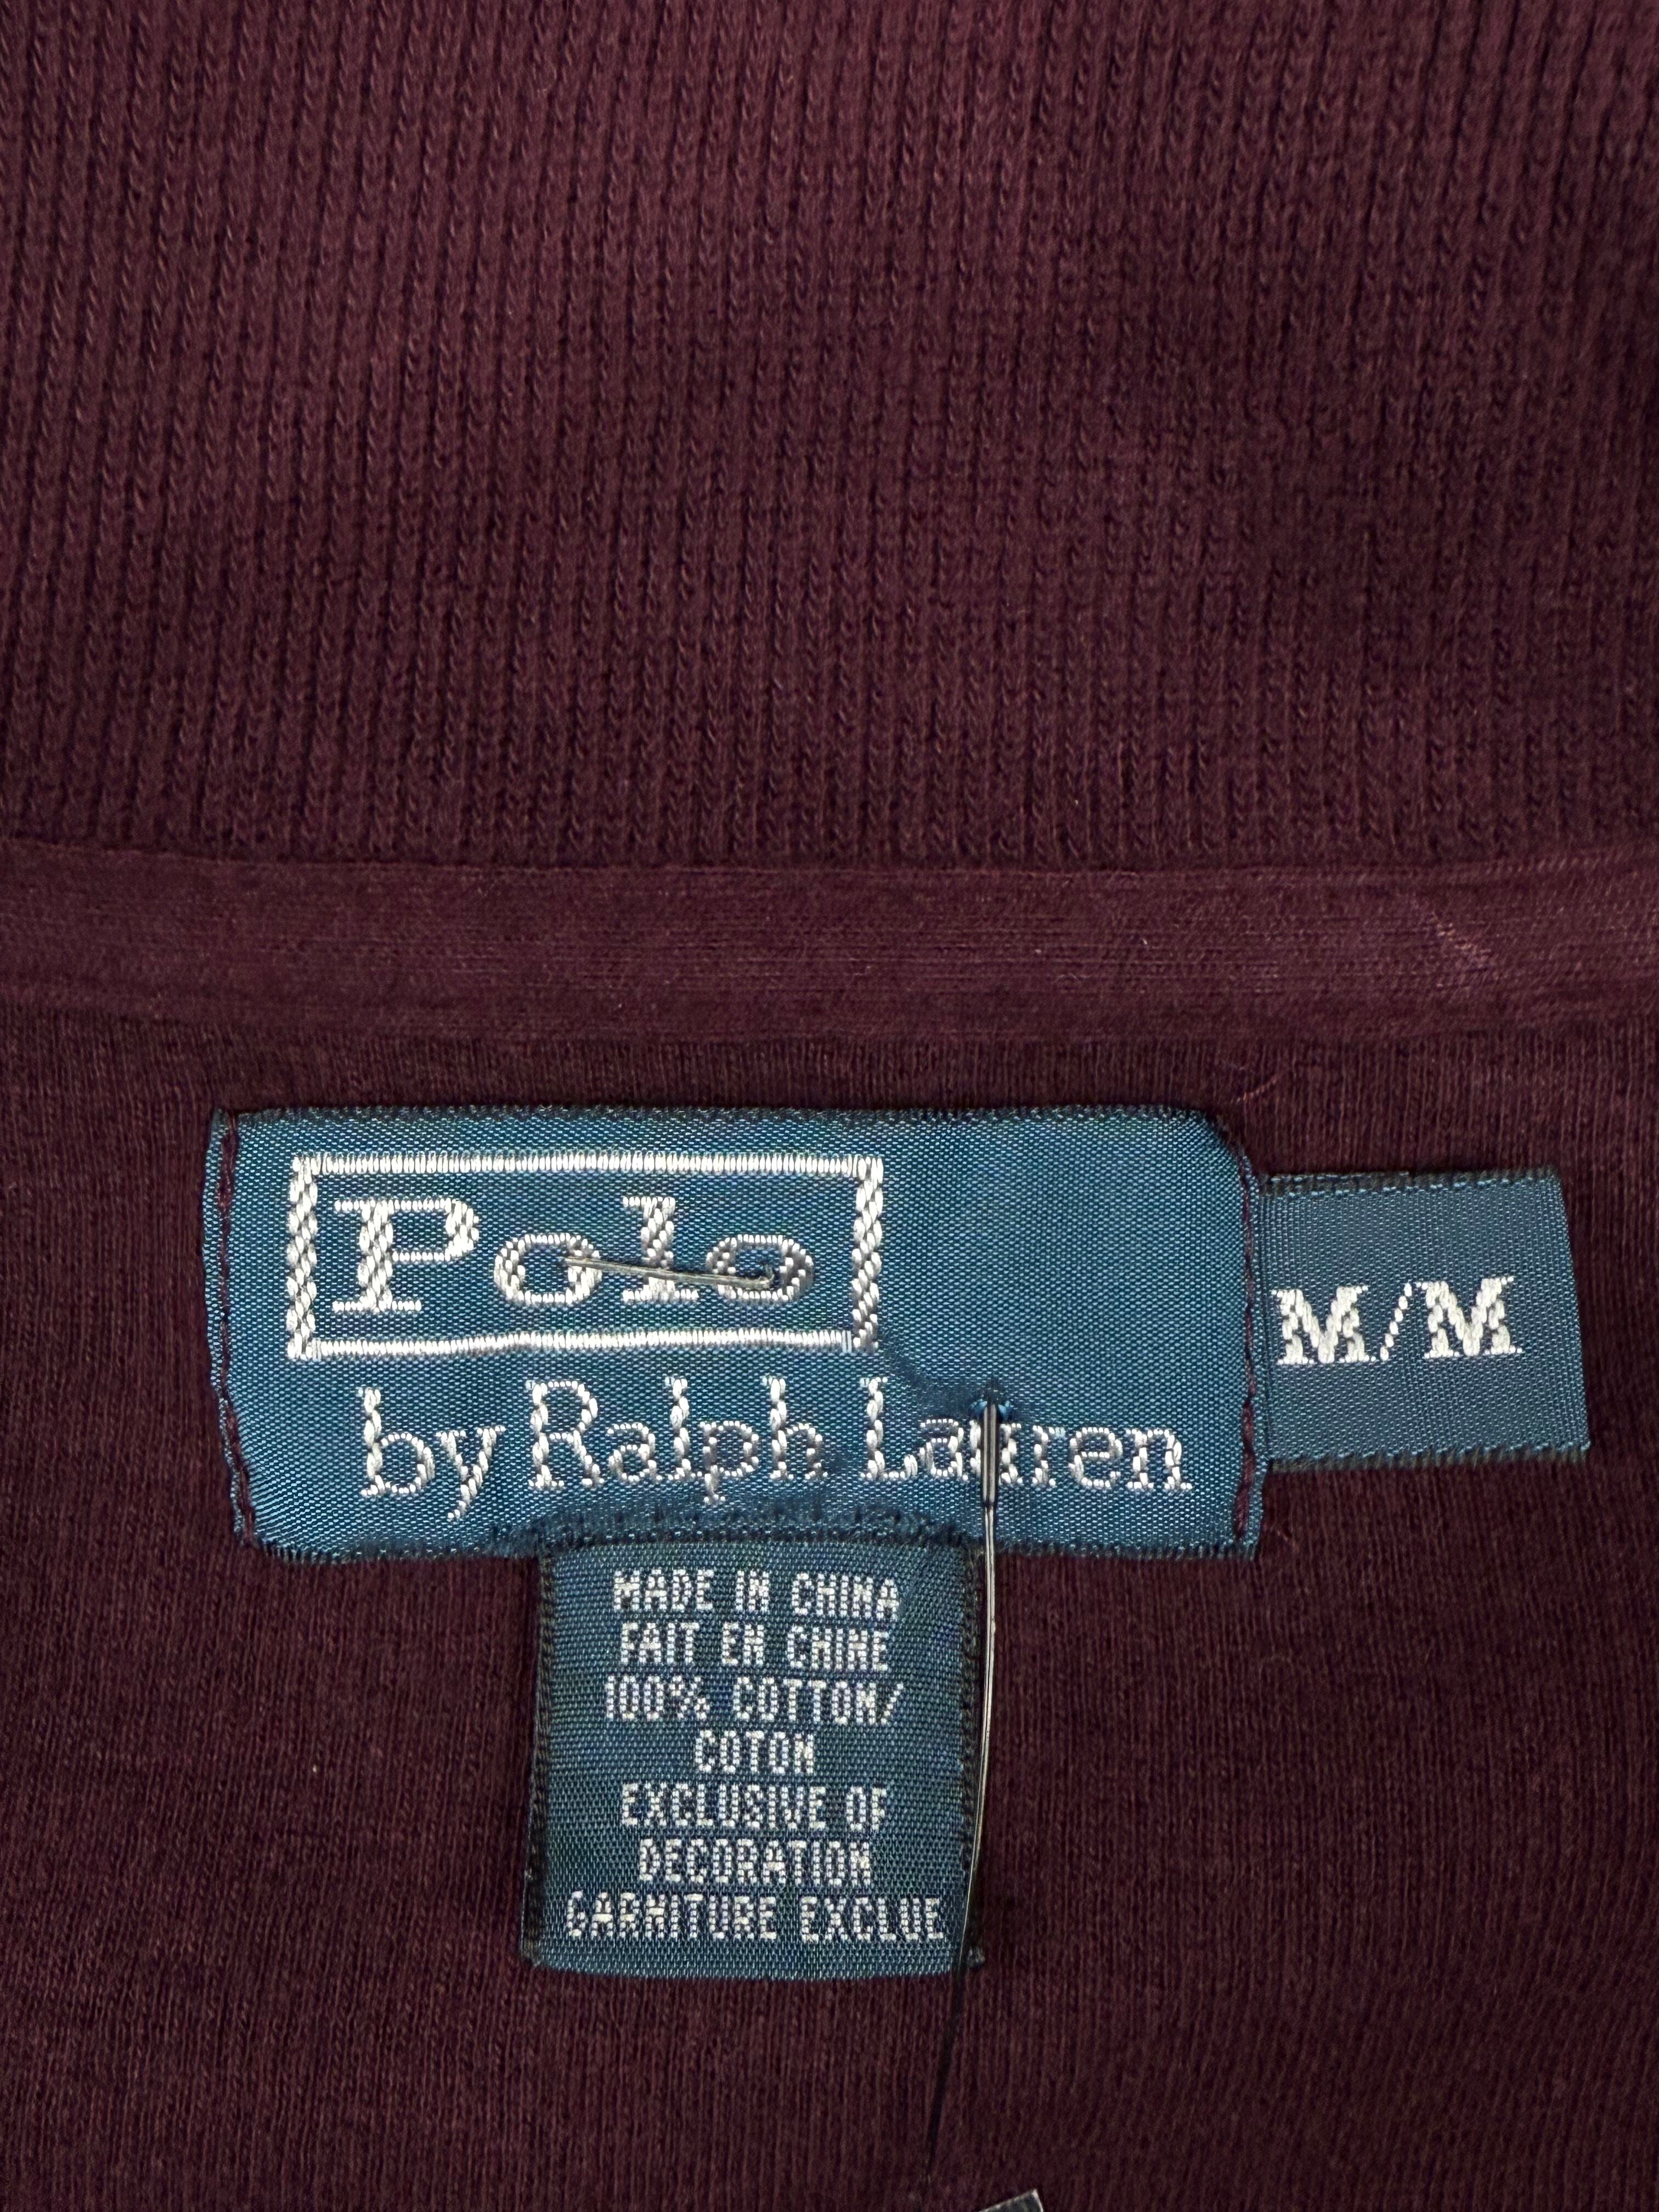 Polo
by Ralph Lauren
M/M
MADE IN CHINA
FAIT EN CHINE
100% COTTON/
COTON
EXCLUSIVE OF
DECORATION
GARNITURE EXCLUE